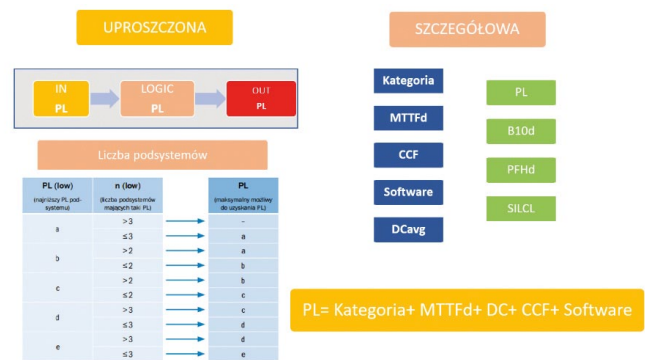 UPROSZCZONA
IN
PL
LOGIC
PL
OUT
PL
Liczba podsystemów
PL (low) n (low) PL
(najniższy PL pod- (liczba podsystemów (maksymalny możliwy
systemu) mających taki PL) do uzyskania PL)
a
>3 -
≤3 a
b
>2 a
≤2 b
c
>2 b
≤2 c
d
>3 c
≤3 d
e
>3 d
≤3 e
SZCZEGÓŁOWA
Kategoria
MTTFd
CCF
Software
DCavg
PL
B10d
PFHd
SILCL
PL= Kategoria+ MTTFd+ DC+ CCF+ Software